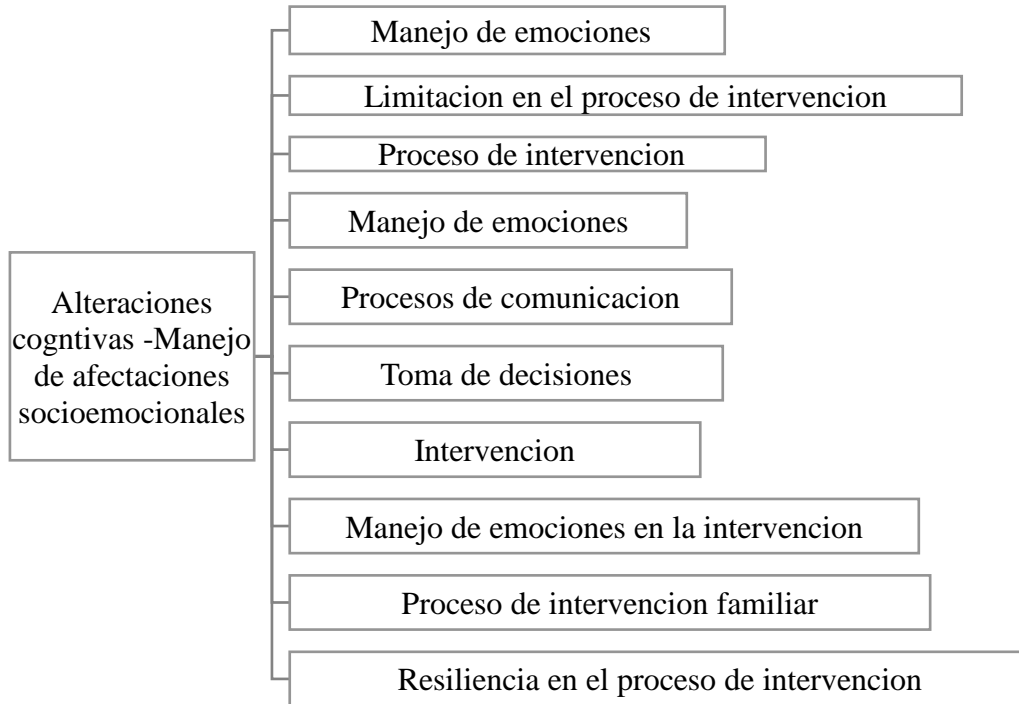 Manejo de emociones
Limitacion en el proceso de intervencion
Proceso de intervencion
Manejo de emociones
Procesos de comunicacion
Alteraciones
cogntivas -Manejo
de afectaciones
socioemocionales
Toma de decisiones
Intervencion
Manejo de emociones en la intervencion
Proceso de intervencion familiar
Resiliencia en el proceso de intervencion